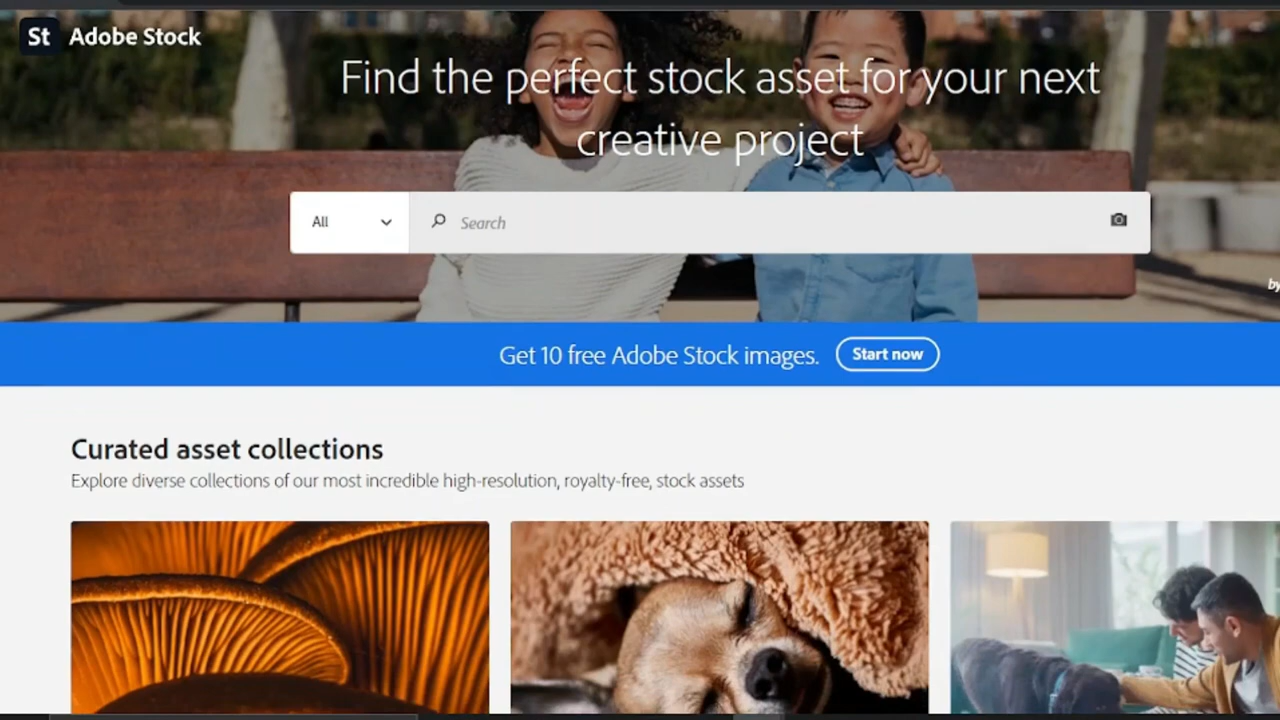 St Adobe Stock
Find the perfect stock asset for your next
creative project
All
Search
by
Get 10 free Adobe Stock images.
Start now
Curated asset collections
Explore diverse collections of our most incredible high-resolution, royalty-free, stock assets